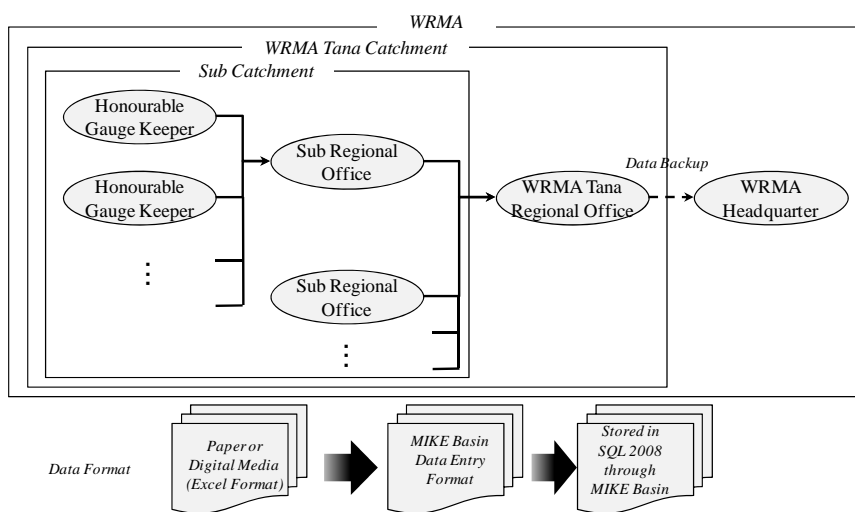 WRMA
WRMA Tana Catchment
Sub Catchment
Honourable
Gauge Keeper
Sub Regional
Office
Data Backup
Honourable
Gauge Keeper
WRMA Tana
Regional Office
WRMA
Headquarter
Sub Regional
Office
Data Format
Paper or
Digital Media
(Excel Format)
MIKE Basin
Data Entry
Format
Stored in
SQL 2008
through
MIKE Basin